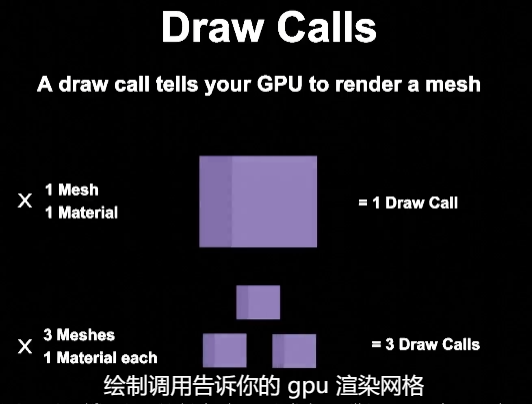 Draw Calls
A draw call tells your GPU to render a mesh
x
1 Mesh
1 Material
= 1 Draw Call
x
3 Meshes
1 Material each
= 3 Draw Calls
绘制调用告诉你的 gpu 渲染网格